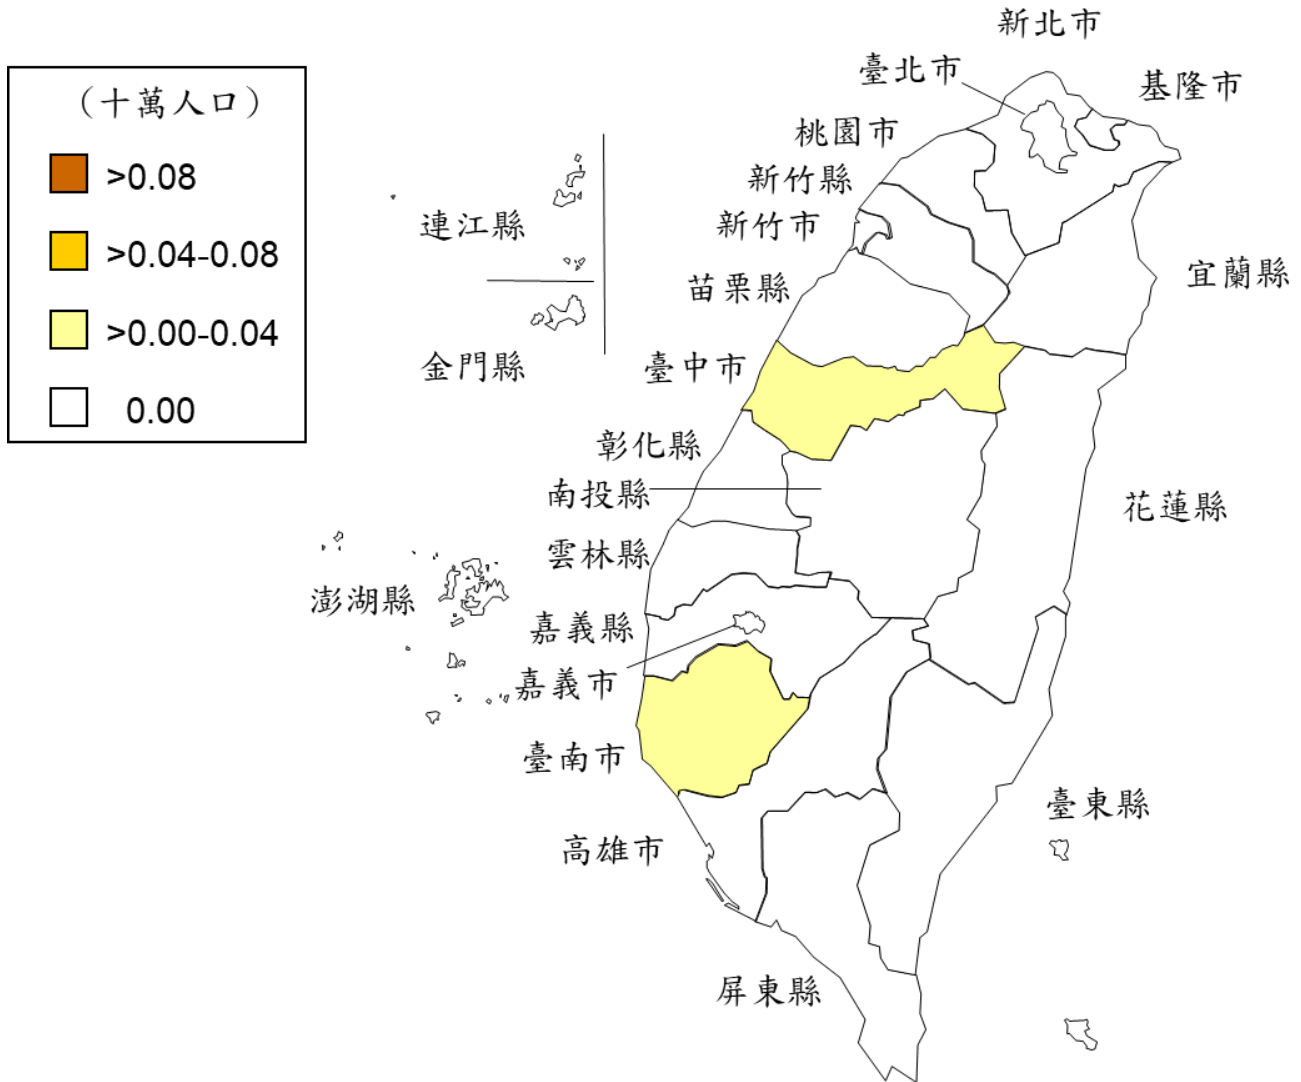 (十萬人口)
>0.08
>0.04-0.08
>0.00-0.04
0.00
新北市
臺北市
基隆市
桃園市
新竹縣
新竹市
連江縣
宜蘭縣
苗栗縣
金門縣
臺中市
彰化縣
南投縣
花蓮縣
雲林縣
澎湖縣
嘉義縣
嘉義市
臺南市
臺東縣
高雄市
屏東縣